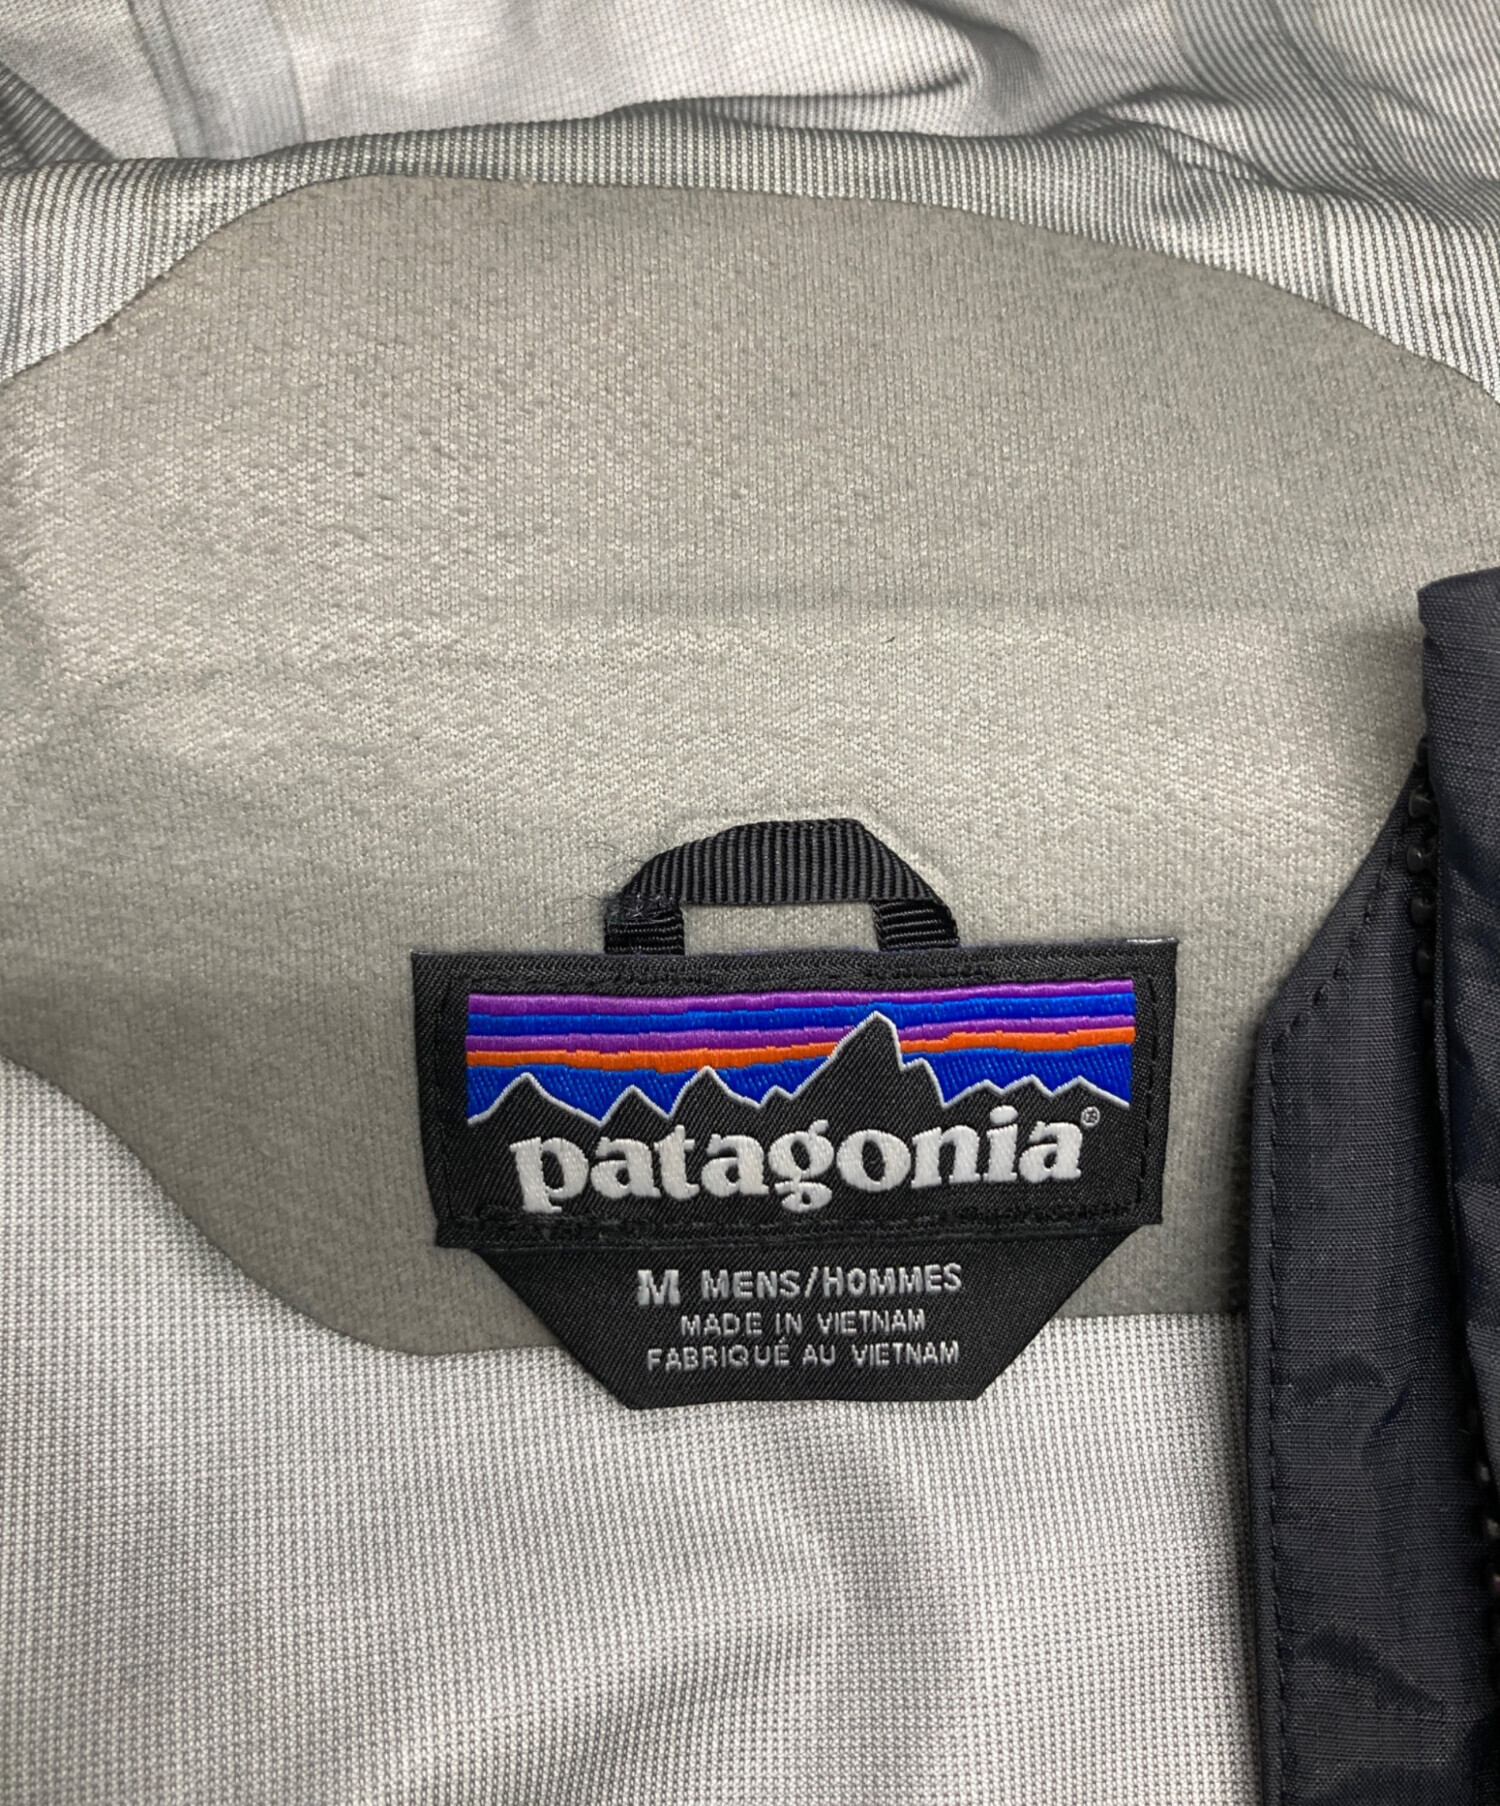 patagonia®
M MENS/HOMMES
MADE IN VIETNAM
FABRIQUÉ AU VIETNAM